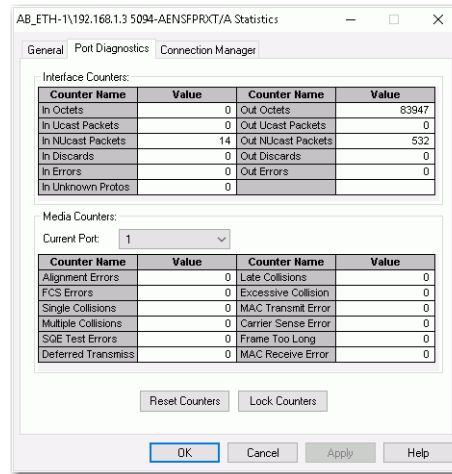 AB_ETH-1\192.168.1.3 5094-AENSFPRXT/A Statistics
General Port Diagnostics Connection Manager
Interface Counters:
Counter Name Value Counter Name Value
In Octets 0 Out Octets 83947
In Ucast Packets 0 Out Ucast Packets 0
In NUcast Packets 14 Out NUcast Packets 532
In Discards 0 Out Discards 0
In Errors 0 Out Errors 0
In Unknown Protos 0
Media Counters:
Current Port: 1
Counter Name Value Counter Name Value
Alignment Errors 0 Late Collisions 0
FCS Errors 0 Excessive Collision 0
Single Collisions 0 MAC Transmit Error 0
Multiple Collisions 0 Carrier Sense Error 0
SQE Test Errors 0 Frame Too Long 0
Deferred Transmiss 0 MAC Receive Error 0
Reset Counters Lock Counters
OK Cancel Apply Help